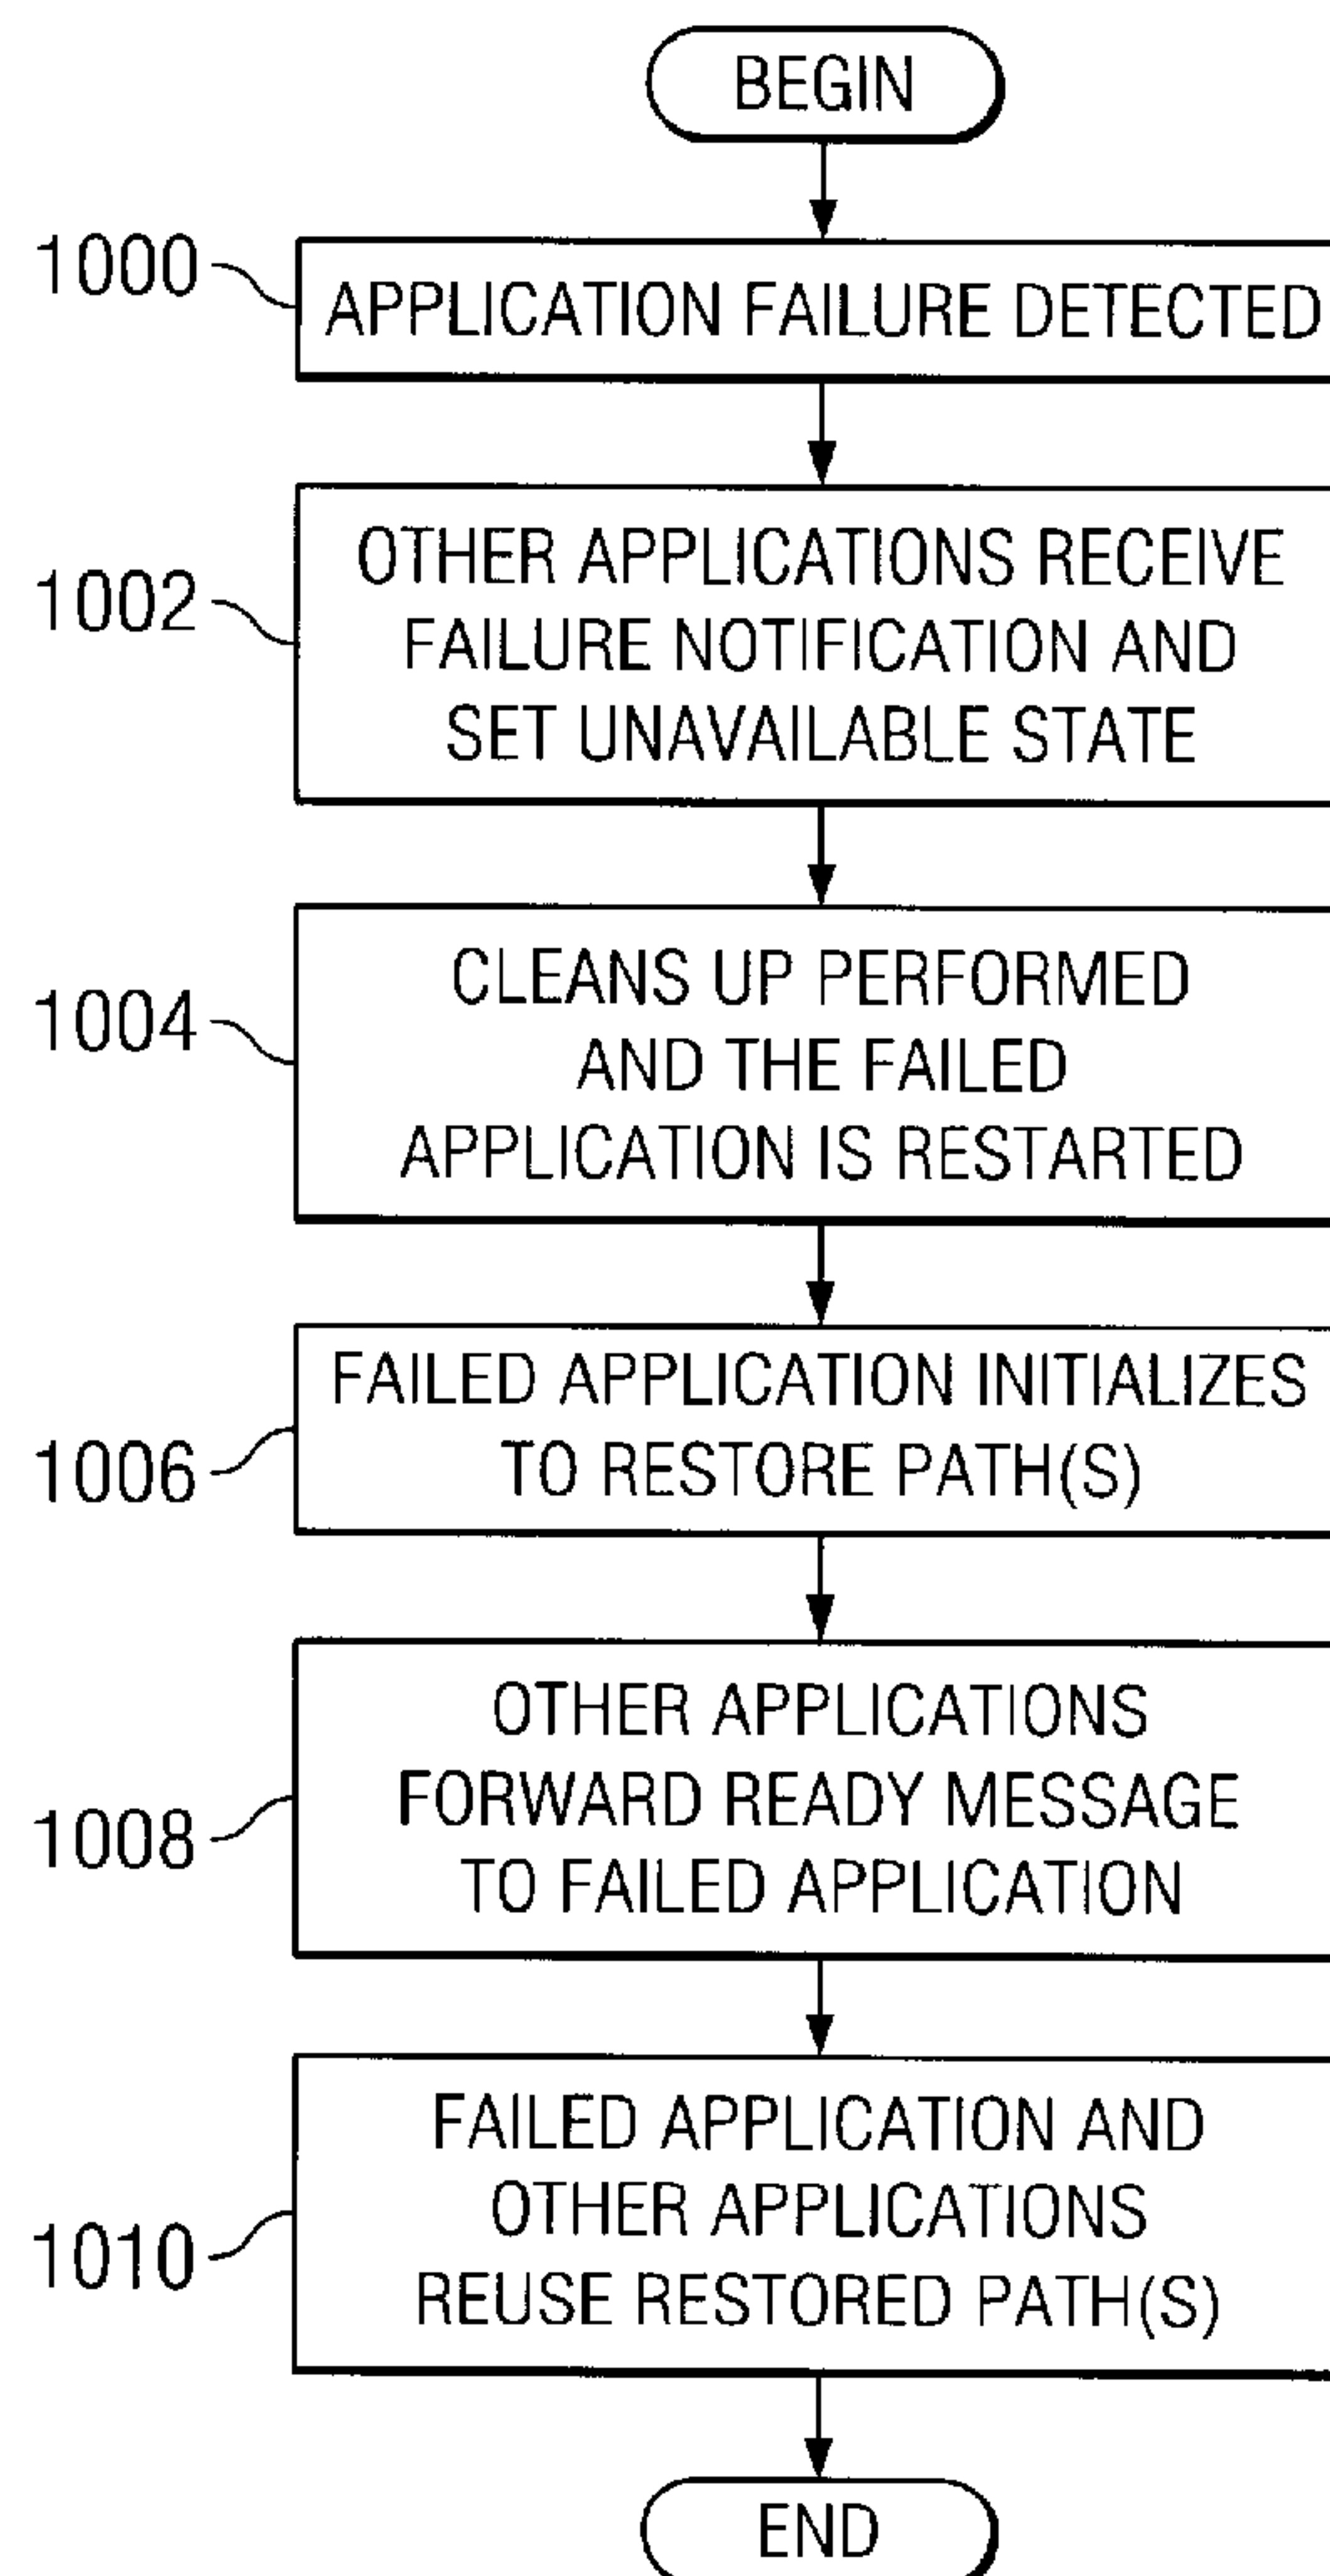 BEGIN
1000
APPLICATION FAILURE DETECTED
1002
OTHER APPLICATIONS RECEIVE
FAILURE NOTIFICATION AND
SET UNAVAILABLE STATE
1004
CLEANS UP PERFORMED
AND THE FAILED
APPLICATION IS RESTARTED
1006
FAILED APPLICATION INITIALIZES
TO RESTORE PATH(S)
1008
OTHER APPLICATIONS
FORWARD READY MESSAGE
TO FAILED APPLICATION
1010
FAILED APPLICATION AND
OTHER APPLICATIONS
REUSE RESTORED PATH(S)
END